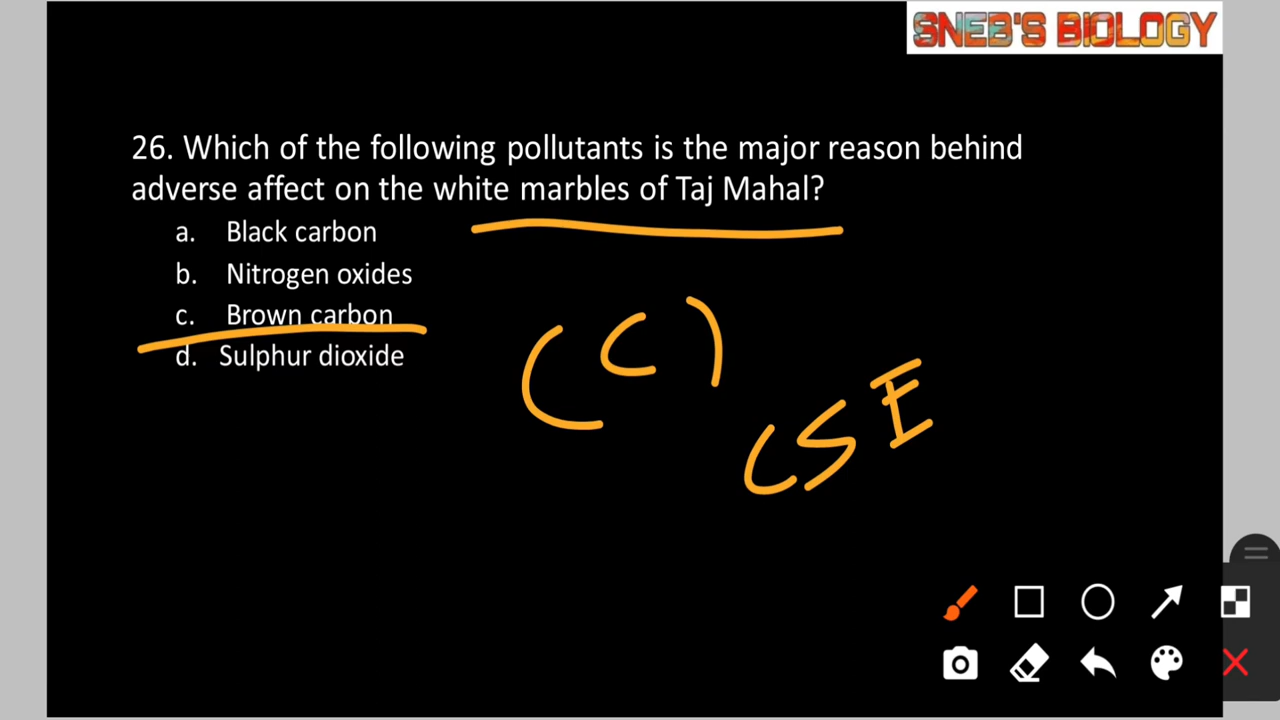 SNEB'S BIOLOGY
26. Which of the following pollutants is the major reason behind
adverse affect on the white marbles of Taj Mahal?
a. Black carbon
b. Nitrogen oxides
c. Brown carbon
d. Sulphur dioxide
(C)
CSE